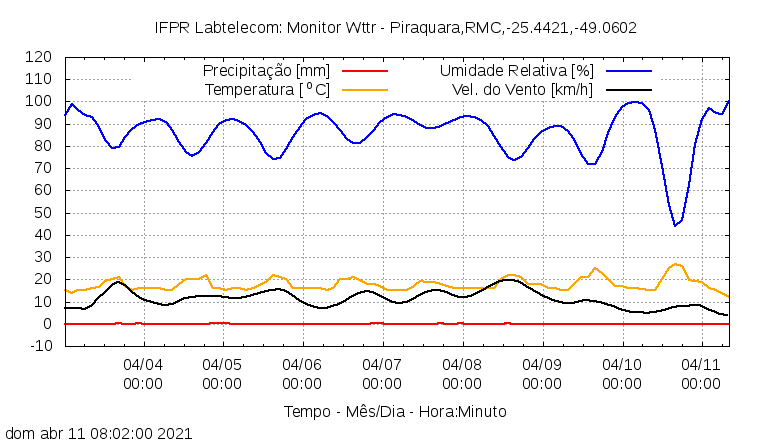 IFPR Labtelecom: Monitor Wttr - Piraquara,RMC,-25.4421,-49.0602
Precipitação [mm]
Temperatura [ ⁰C]
Umidade Relativa [%]
Vel. do Vento [km/h]
120
110
100
90
80
70
60
50
40
30
20
10
0
-10
04/04 04/05 04/06 04/07 04/08 04/09 04/10 04/11
00:00 00:00 00:00 00:00 00:00 00:00 00:00 00:00
Tempo - Mês/Dia - Hora:Minuto
dom abr 11 08:02:00 2021